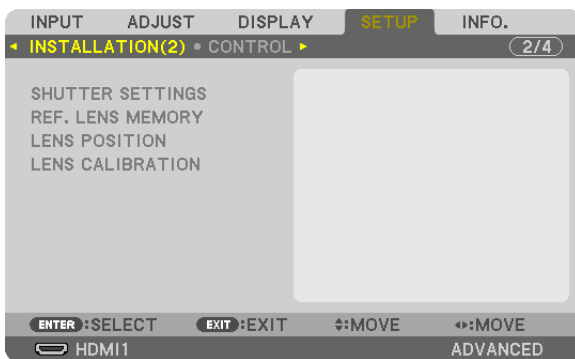 INPUT ADJUST DISPLAY SETUP INFO.
INSTALLATION(2) • CONTROL 2/4
SHUTTER SETTINGS
REF. LENS MEMORY
LENS POSITION
LENS CALIBRATION
ENTER :SELECT EXIT :EXIT :MOVE :MOVE
HDMI1 ADVANCED